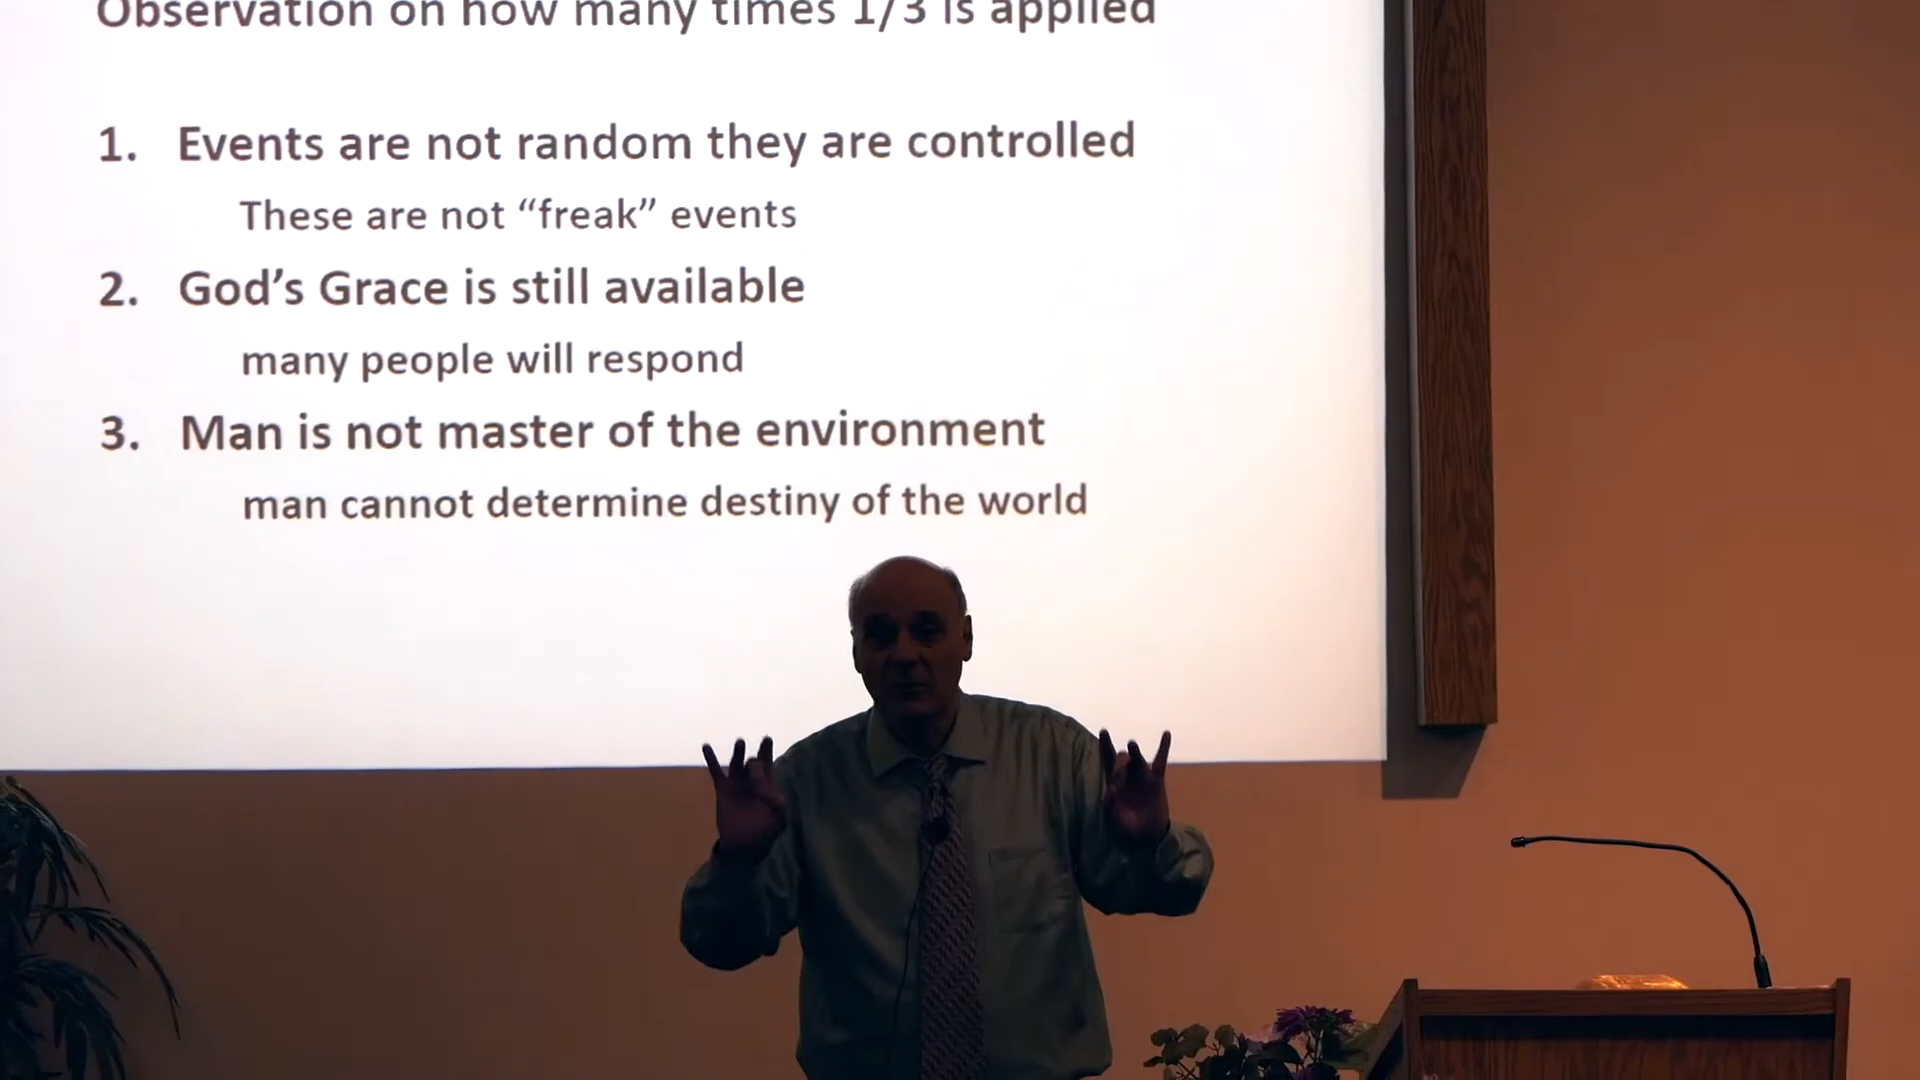 Observation on how many times 1/3 is applied
1. Events are not random they are controlled
These are not “freak” events
2. God’s Grace is still available
many people will respond
3. Man is not master of the environment
man cannot determine destiny of the world